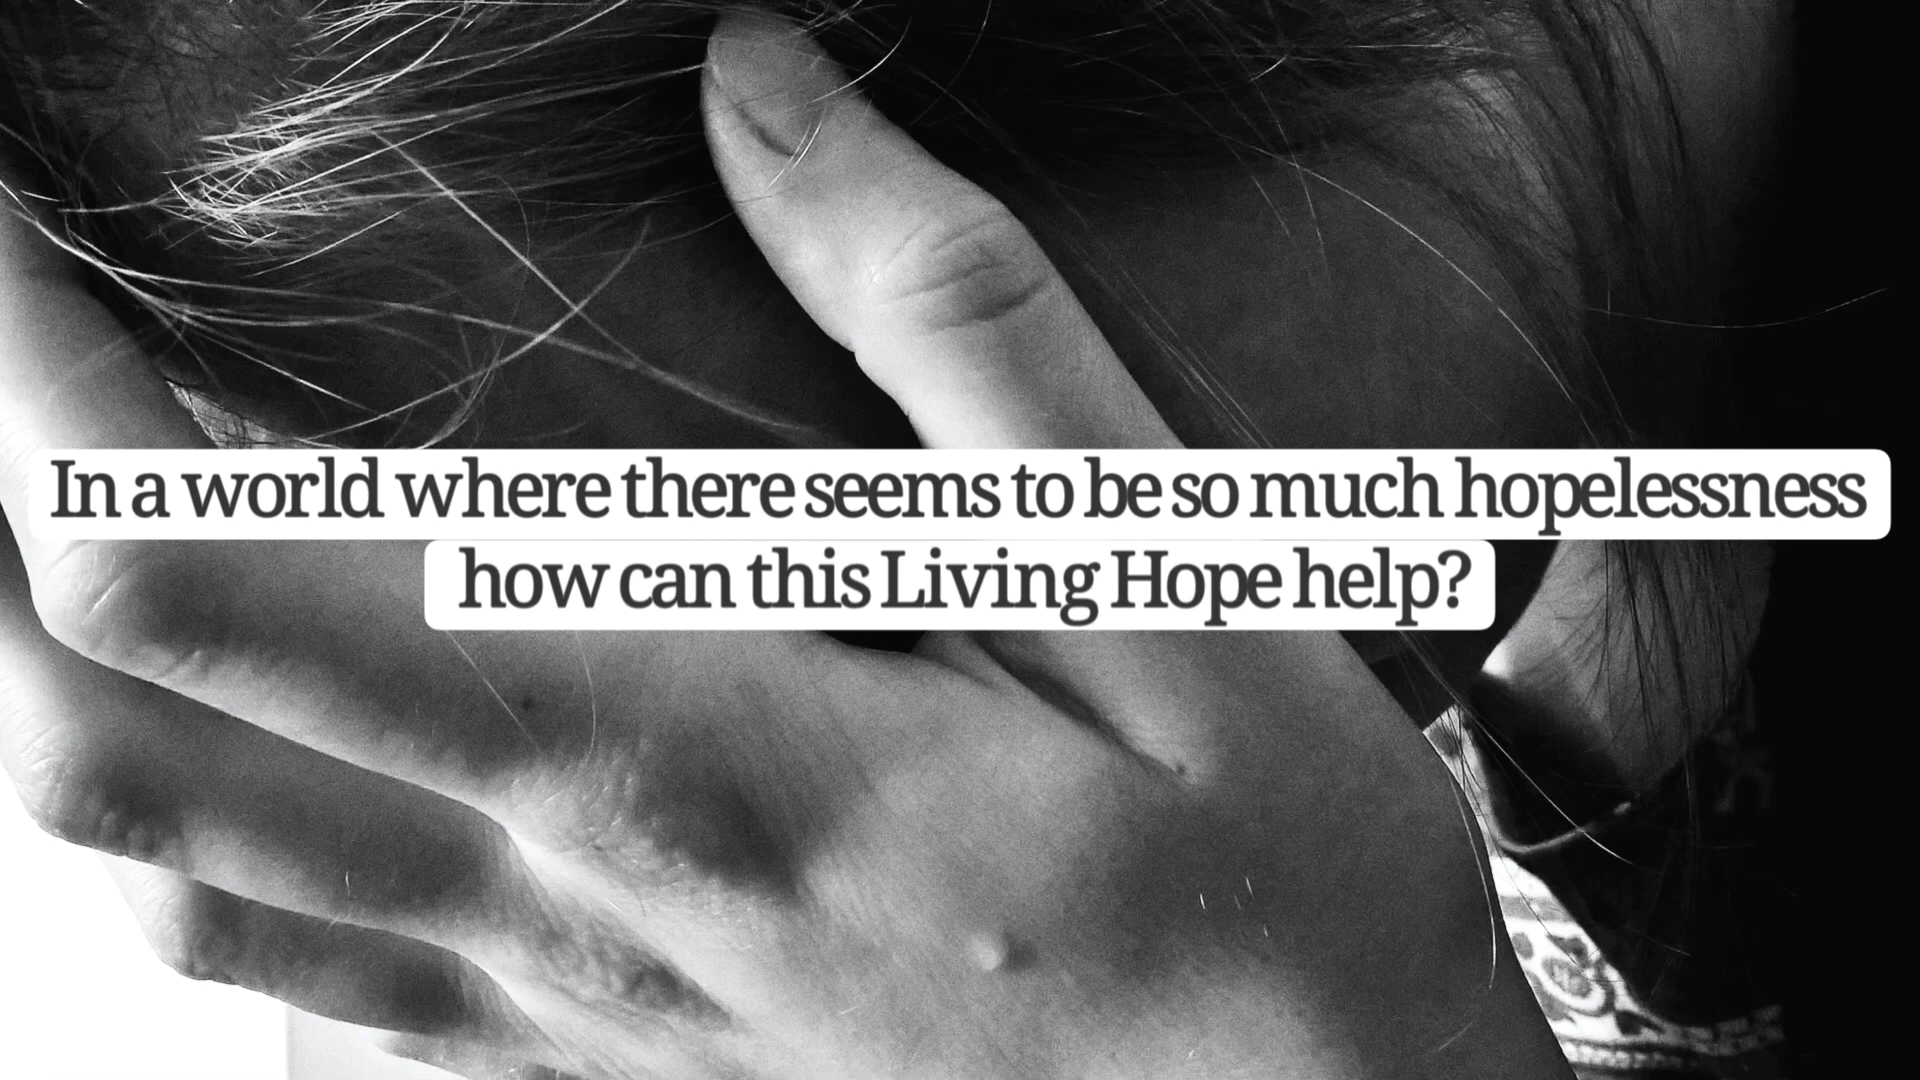 In a world where there seems to be so much hopelessness
how can this Living Hope help?